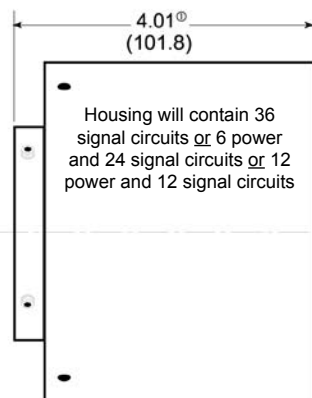 4.01①
(101.8)
Housing will contain 36
signal circuits or 6 power
and 24 signal circuits or 12
power and 12 signal circuits